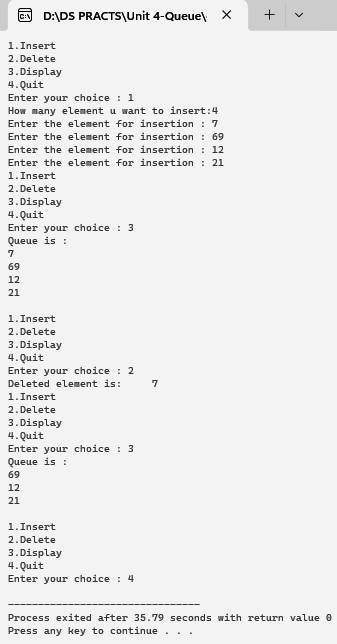 D:\DS PRACTS\Unit 4-Queue\
1.Insert
2.Delete
3.Display
4.Quit
Enter your choice : 1
How many element u want to insert:4
Enter the element for insertion : 7
Enter the element for insertion : 69
Enter the element for insertion : 12
Enter the element for insertion : 21
1.Insert
2.Delete
3.Display
4.Quit
Enter your choice : 3
Queue is :
7
69
12
21
1.Insert
2.Delete
3.Display
4.Quit
Enter your choice : 2
Deleted element is:     7
1.Insert
2.Delete
3.Display
4.Quit
Enter your choice : 3
Queue is :
69
12
21
1.Insert
2.Delete
3.Display
4.Quit
Enter your choice : 4
--------------------------------
Process exited after 35.79 seconds with return value 0
Press any key to continue . . .